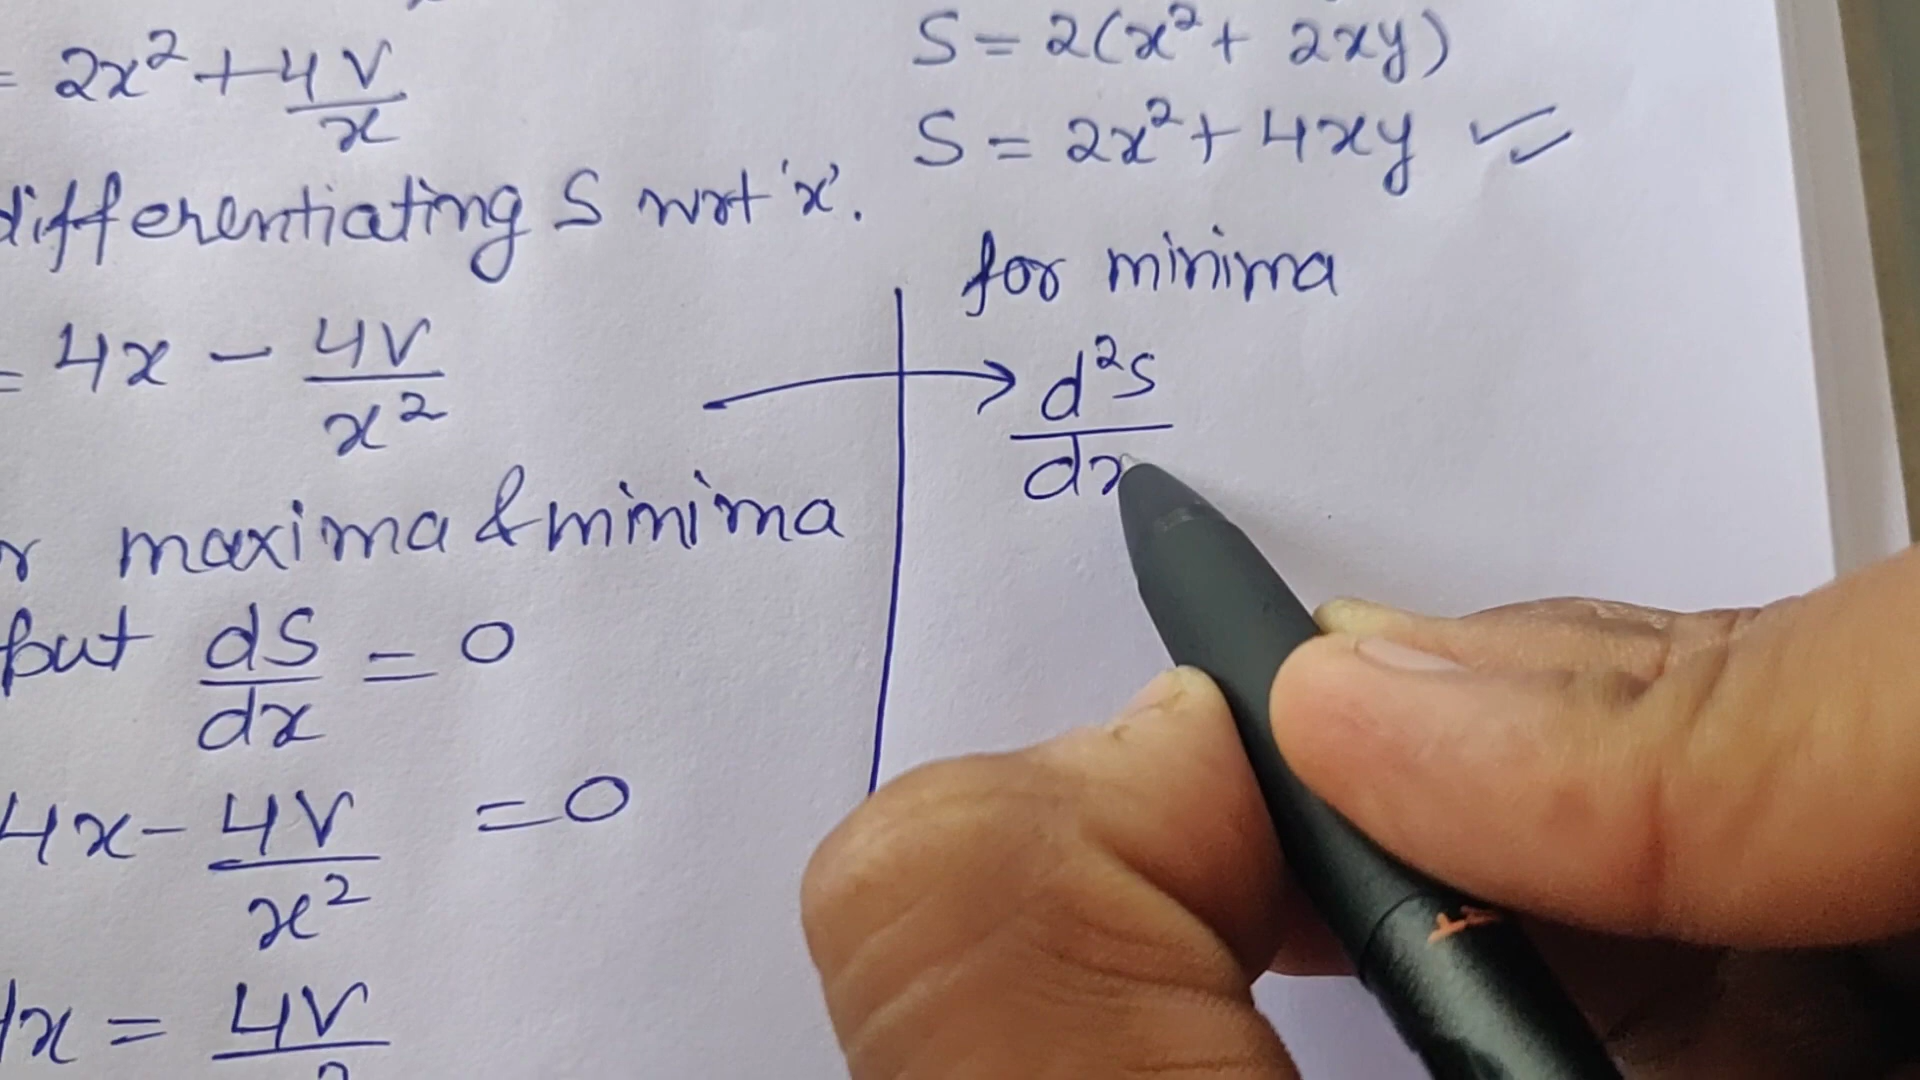 = 2x² + 4V/x
differentiating S wrt 'x'.
= 4x - 4V/x²
r maxima & minima
put dS/dx = 0
4x - 4V/x² = 0
4x = 4V
S = 2(x² + 2xy)
S = 2x² + 4xy
for minima
→ d²S/dx